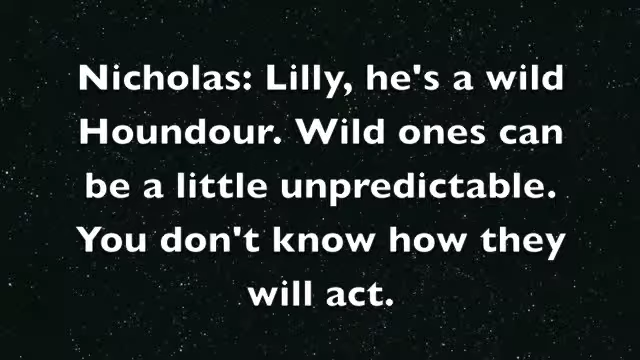 Nicholas: Lilly, he's a wild
Houndour. Wild ones can
be a little unpredictable.
You don't know how they
will act.